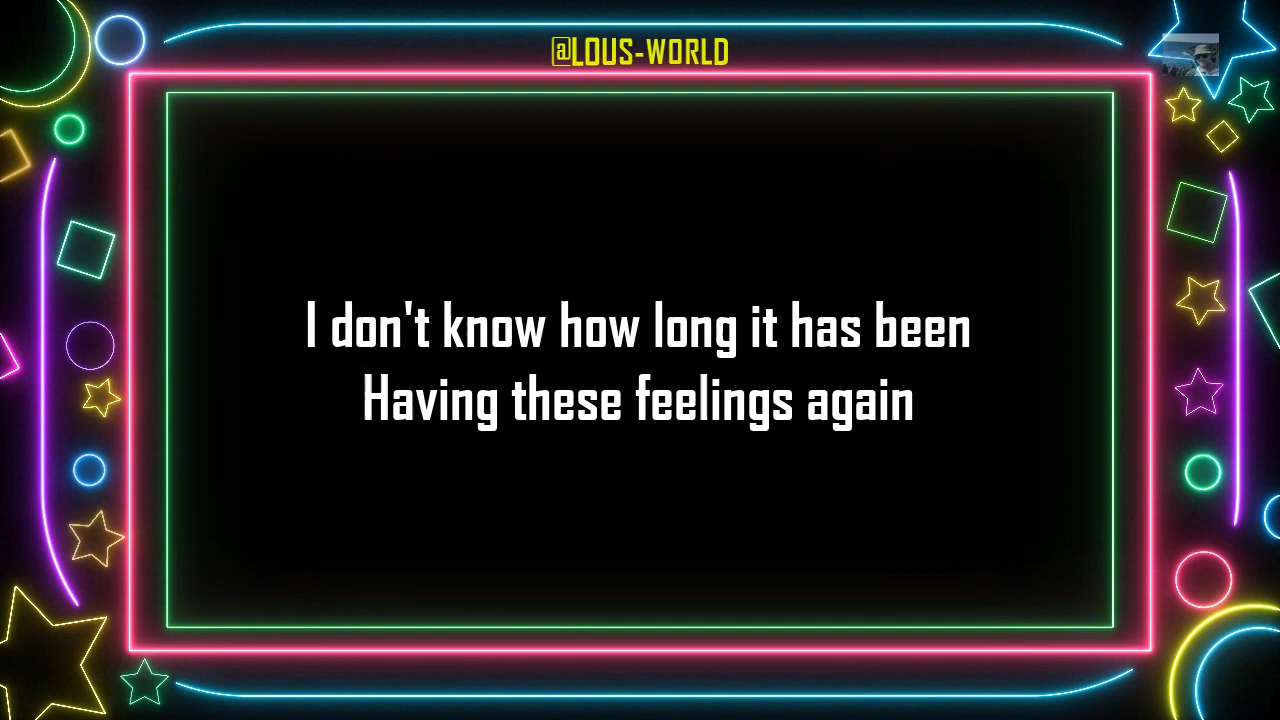 @LOUS-WORLD
I don't know how long it has been
Having these feelings again